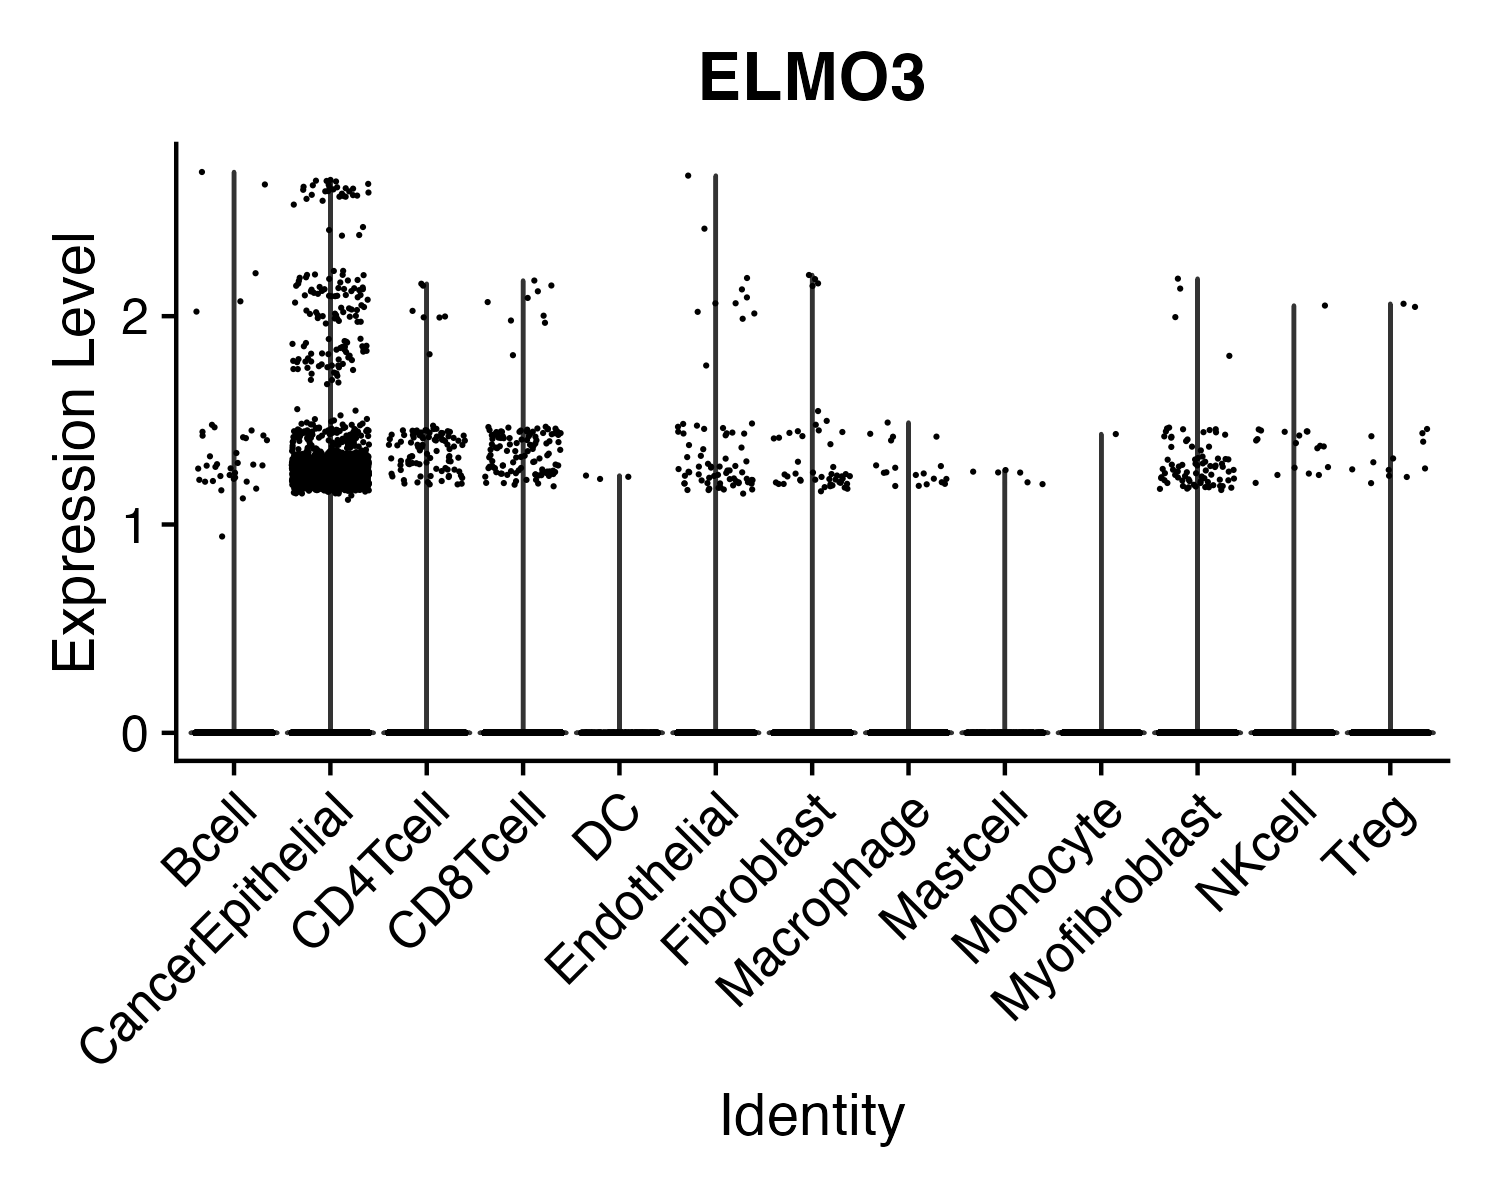 ELMO3
Expression Level
2
1
0
Bcell
CancerEpithelial
CD4Tcell
CD8Tcell
DC
Endothelial
Fibroblast
Macrophage
Mastcell
Monocyte
Myofibroblast
NKcell
Treg
Identity